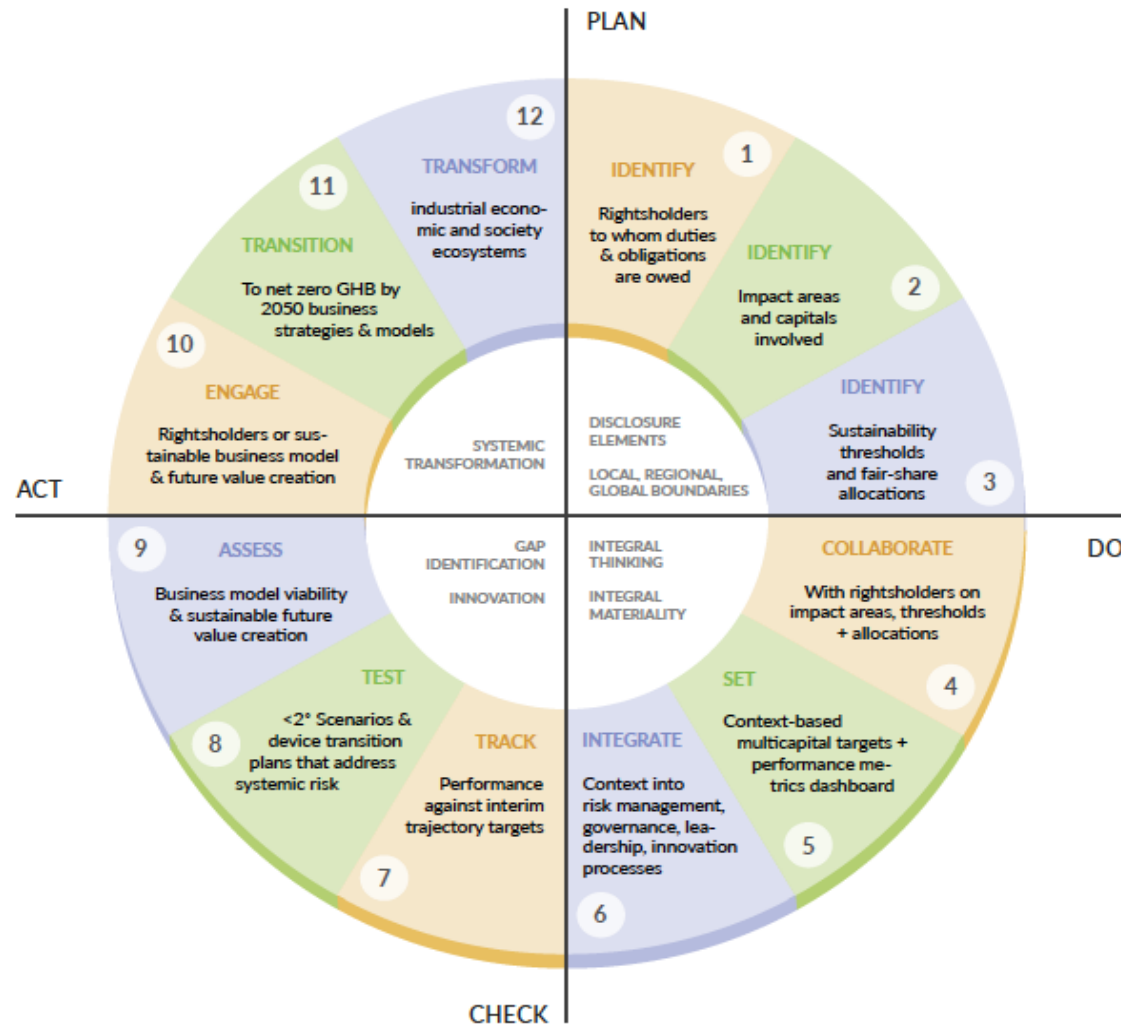 PLAN
1
IDENTIFY
Rightsholders
to whom duties
& obligations
are owed
2
IDENTIFY
Impact areas
and capitals
involved
3
IDENTIFY
Sustainability
thresholds
and fair-share
allocations
DISCLOSURE
ELEMENTS
LOCAL, REGIONAL,
GLOBAL BOUNDARIES
DO
COLLABORATE
With rightsholders on
impact areas, thresholds
+ allocations
4
SET
Context-based
multicapital targets +
performance me-
trics dashboard
5
INTEGRATE
Context into
risk management,
governance, lea-
dership, innovation
processes
6
INTEGRAL
THINKING
INTEGRAL
MATERIALITY
CHECK
TRACK
Performance
against interim
trajectory targets
7
TEST
<2° Scenarios &
device transition
plans that address
systemic risk
8
9
ASSESS
Business model viability
& sustainable future
value creation
GAP
IDENTIFICATION
INNOVATION
ACT
10
ENGAGE
Rightsholders or sus-
tainable business model
& future value creation
11
TRANSITION
To net zero GHB by
2050 business
strategies & models
12
TRANSFORM
industrial econo-
mic and society
ecosystems
SYSTEMIC
TRANSFORMATION